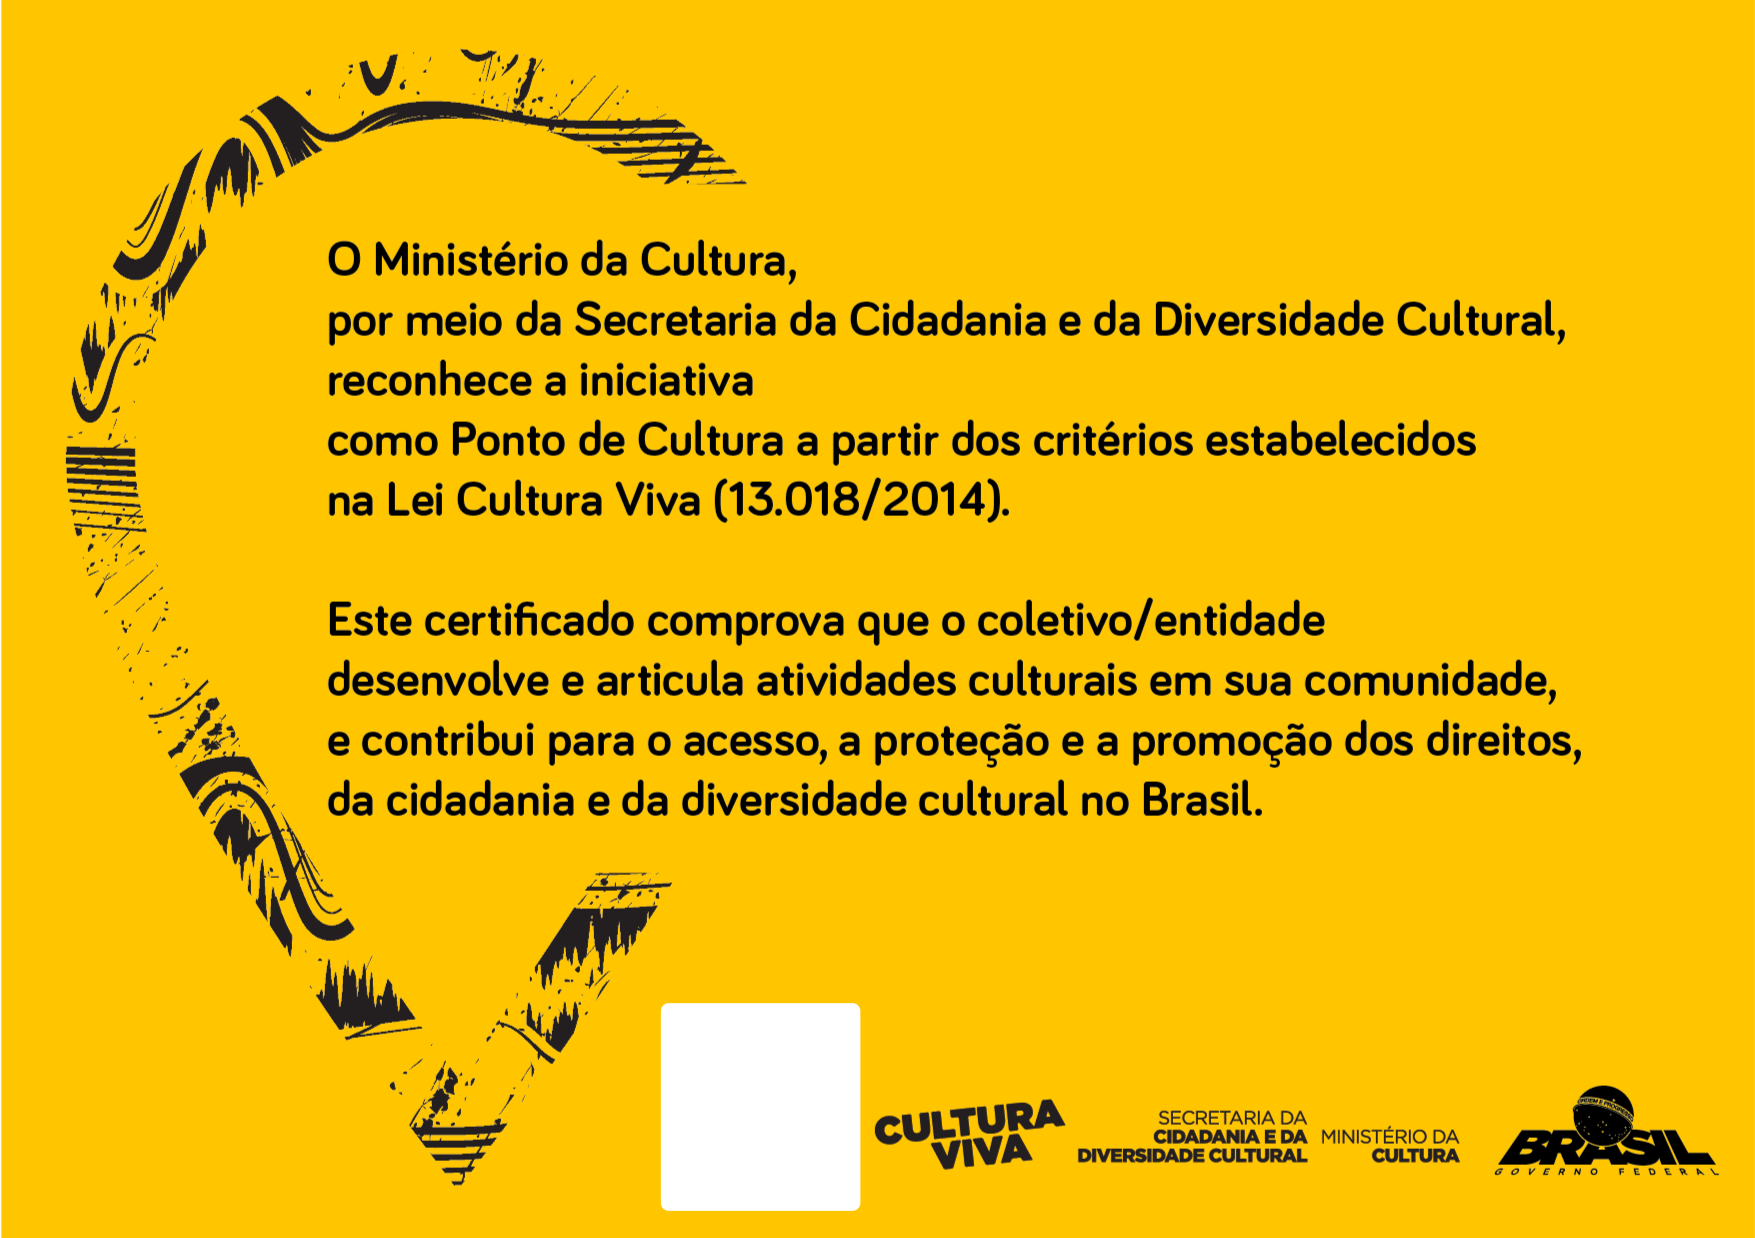 O Ministério da Cultura,
por meio da Secretaria da Cidadania e da Diversidade Cultural,
reconhece a iniciativa
como Ponto de Cultura a partir dos critérios estabelecidos
na Lei Cultura Viva (13.018/2014).
Este certificado comprova que o coletivo/entidade
desenvolve e articula atividades culturais em sua comunidade,
e contribui para o acesso, a proteção e a promoção dos direitos,
da cidadania e da diversidade cultural no Brasil.
CULTURA
VIVA
SECRETARIA DA
CIDADANIA E DA
DIVERSIDADE CULTURAL
MINISTÉRIO DA
CULTURA
ORDEM E PROGRESSO
BRASIL
GOVERNO FEDERAL